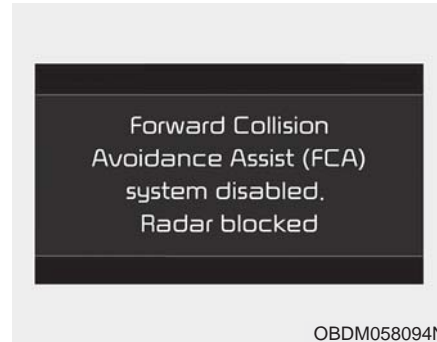 Forward Collision
Avoidance Assist (FCA)
system disabled.
Radar blocked
OBDM058094N